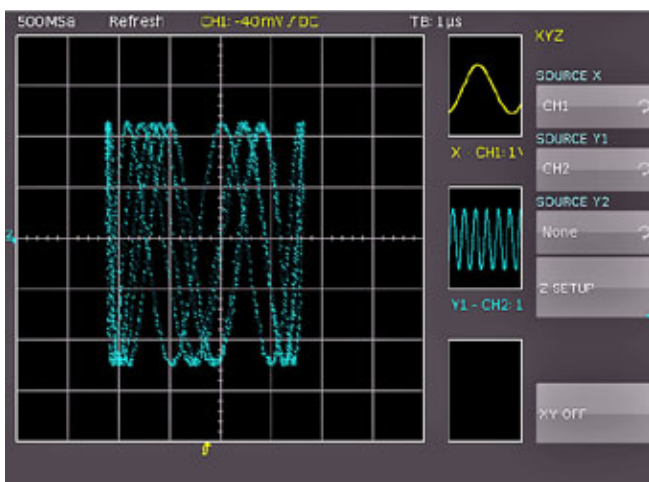 500MSa Refresh CH1: -40mV / DC TB: 1µs
XYZ
SOURCE X
CH1
X - CH1: 1V
SOURCE Y1
CH2
SOURCE Y2
None
Z SETUP
Y1 - CH2: 1
XY OFF
2